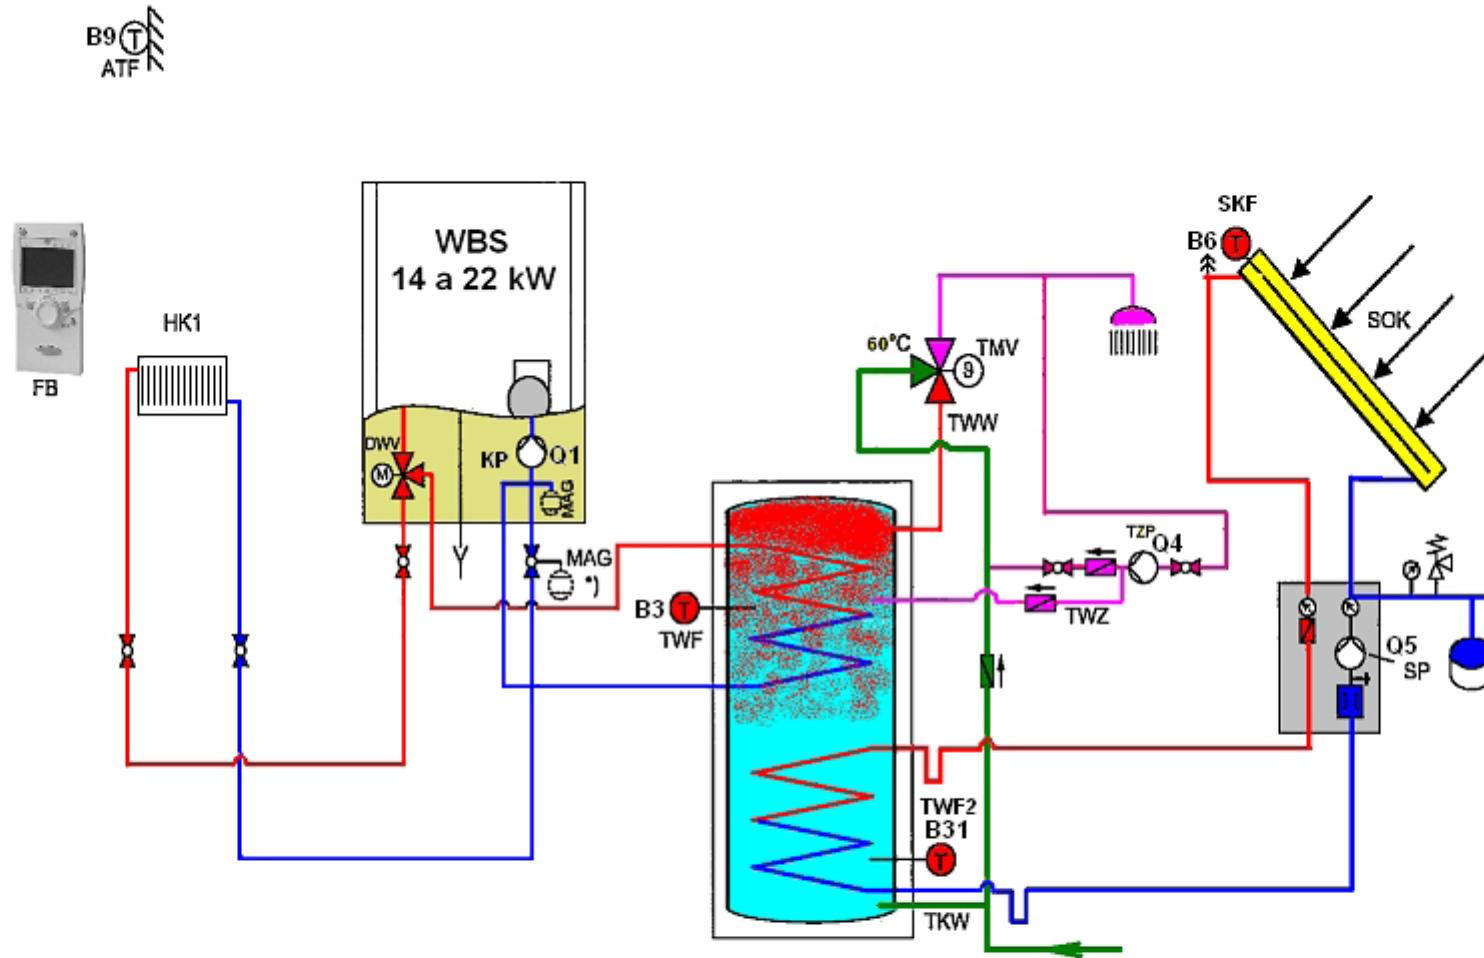 B9 T
ATF
SKF
B6 T
WBS
14 a 22 kW
HK1
SOK
FB
60°C
TMV
9
TWW
DWV
M
KP
Q1
MAG
MAG
*)
TZP
Q4
B3 T
TWF
TWZ
Q5
SP
TWF2
B31
T
TKW